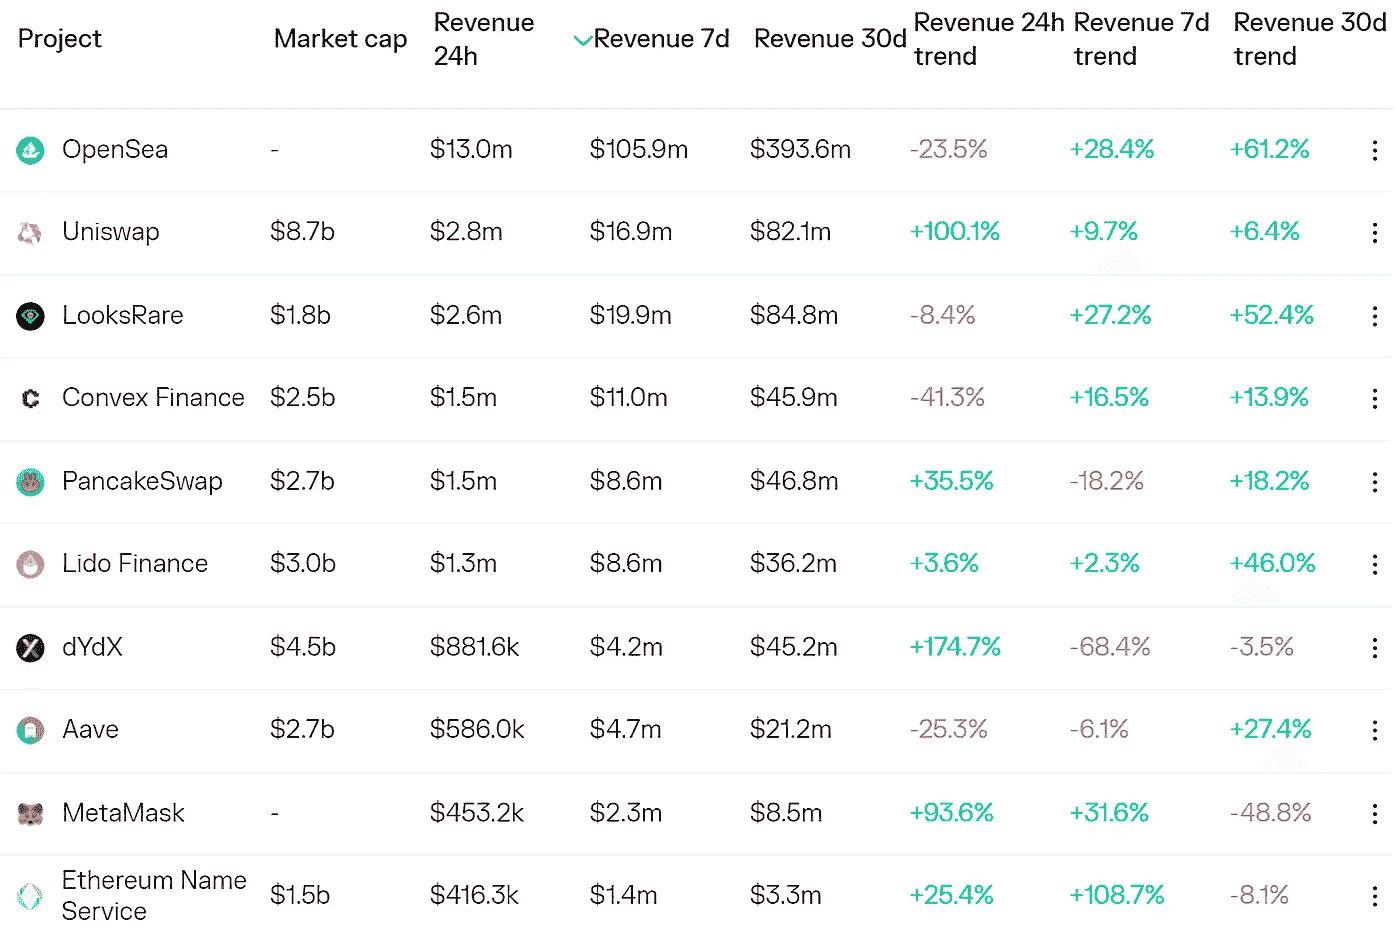 Project Market cap Revenue 24h Revenue 7d Revenue 30d Revenue 24h trend Revenue 7d trend Revenue 30d trend
OpenSea - $13.0m $105.9m $393.6m -23.5% +28.4% +61.2%
Uniswap $8.7b $2.8m $16.9m $82.1m +100.1% +9.7% +6.4%
LooksRare $1.8b $2.6m $19.9m $84.8m -8.4% +27.2% +52.4%
Convex Finance $2.5b $1.5m $11.0m $45.9m -41.3% +16.5% +13.9%
PancakeSwap $2.7b $1.5m $8.6m $46.8m +35.5% -18.2% +18.2%
Lido Finance $3.0b $1.3m $8.6m $36.2m +3.6% +2.3% +46.0%
dYdX $4.5b $881.6k $4.2m $45.2m +174.7% -68.4% -3.5%
Aave $2.7b $586.0k $4.7m $21.2m -25.3% -6.1% +27.4%
MetaMask - $453.2k $2.3m $8.5m +93.6% +31.6% -48.8%
Ethereum Name Service $1.5b $416.3k $1.4m $3.3m +25.4% +108.7% -8.1%